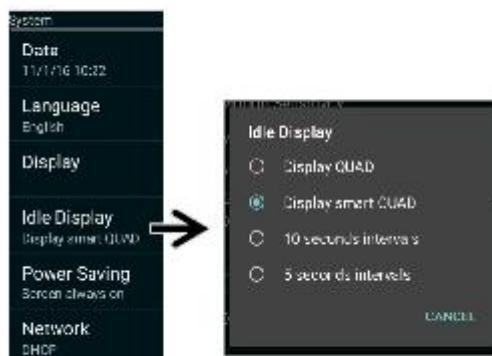 System
Date
11/1/16 10:22
Language
English
Display
Idle Display
Display smart QUAD
Power Saving
Screen always on
Network
DHCP
Idle Display
Display QUAD
Display smart QUAD
10 seconds intervals
5 seconds intervals
CANCEL